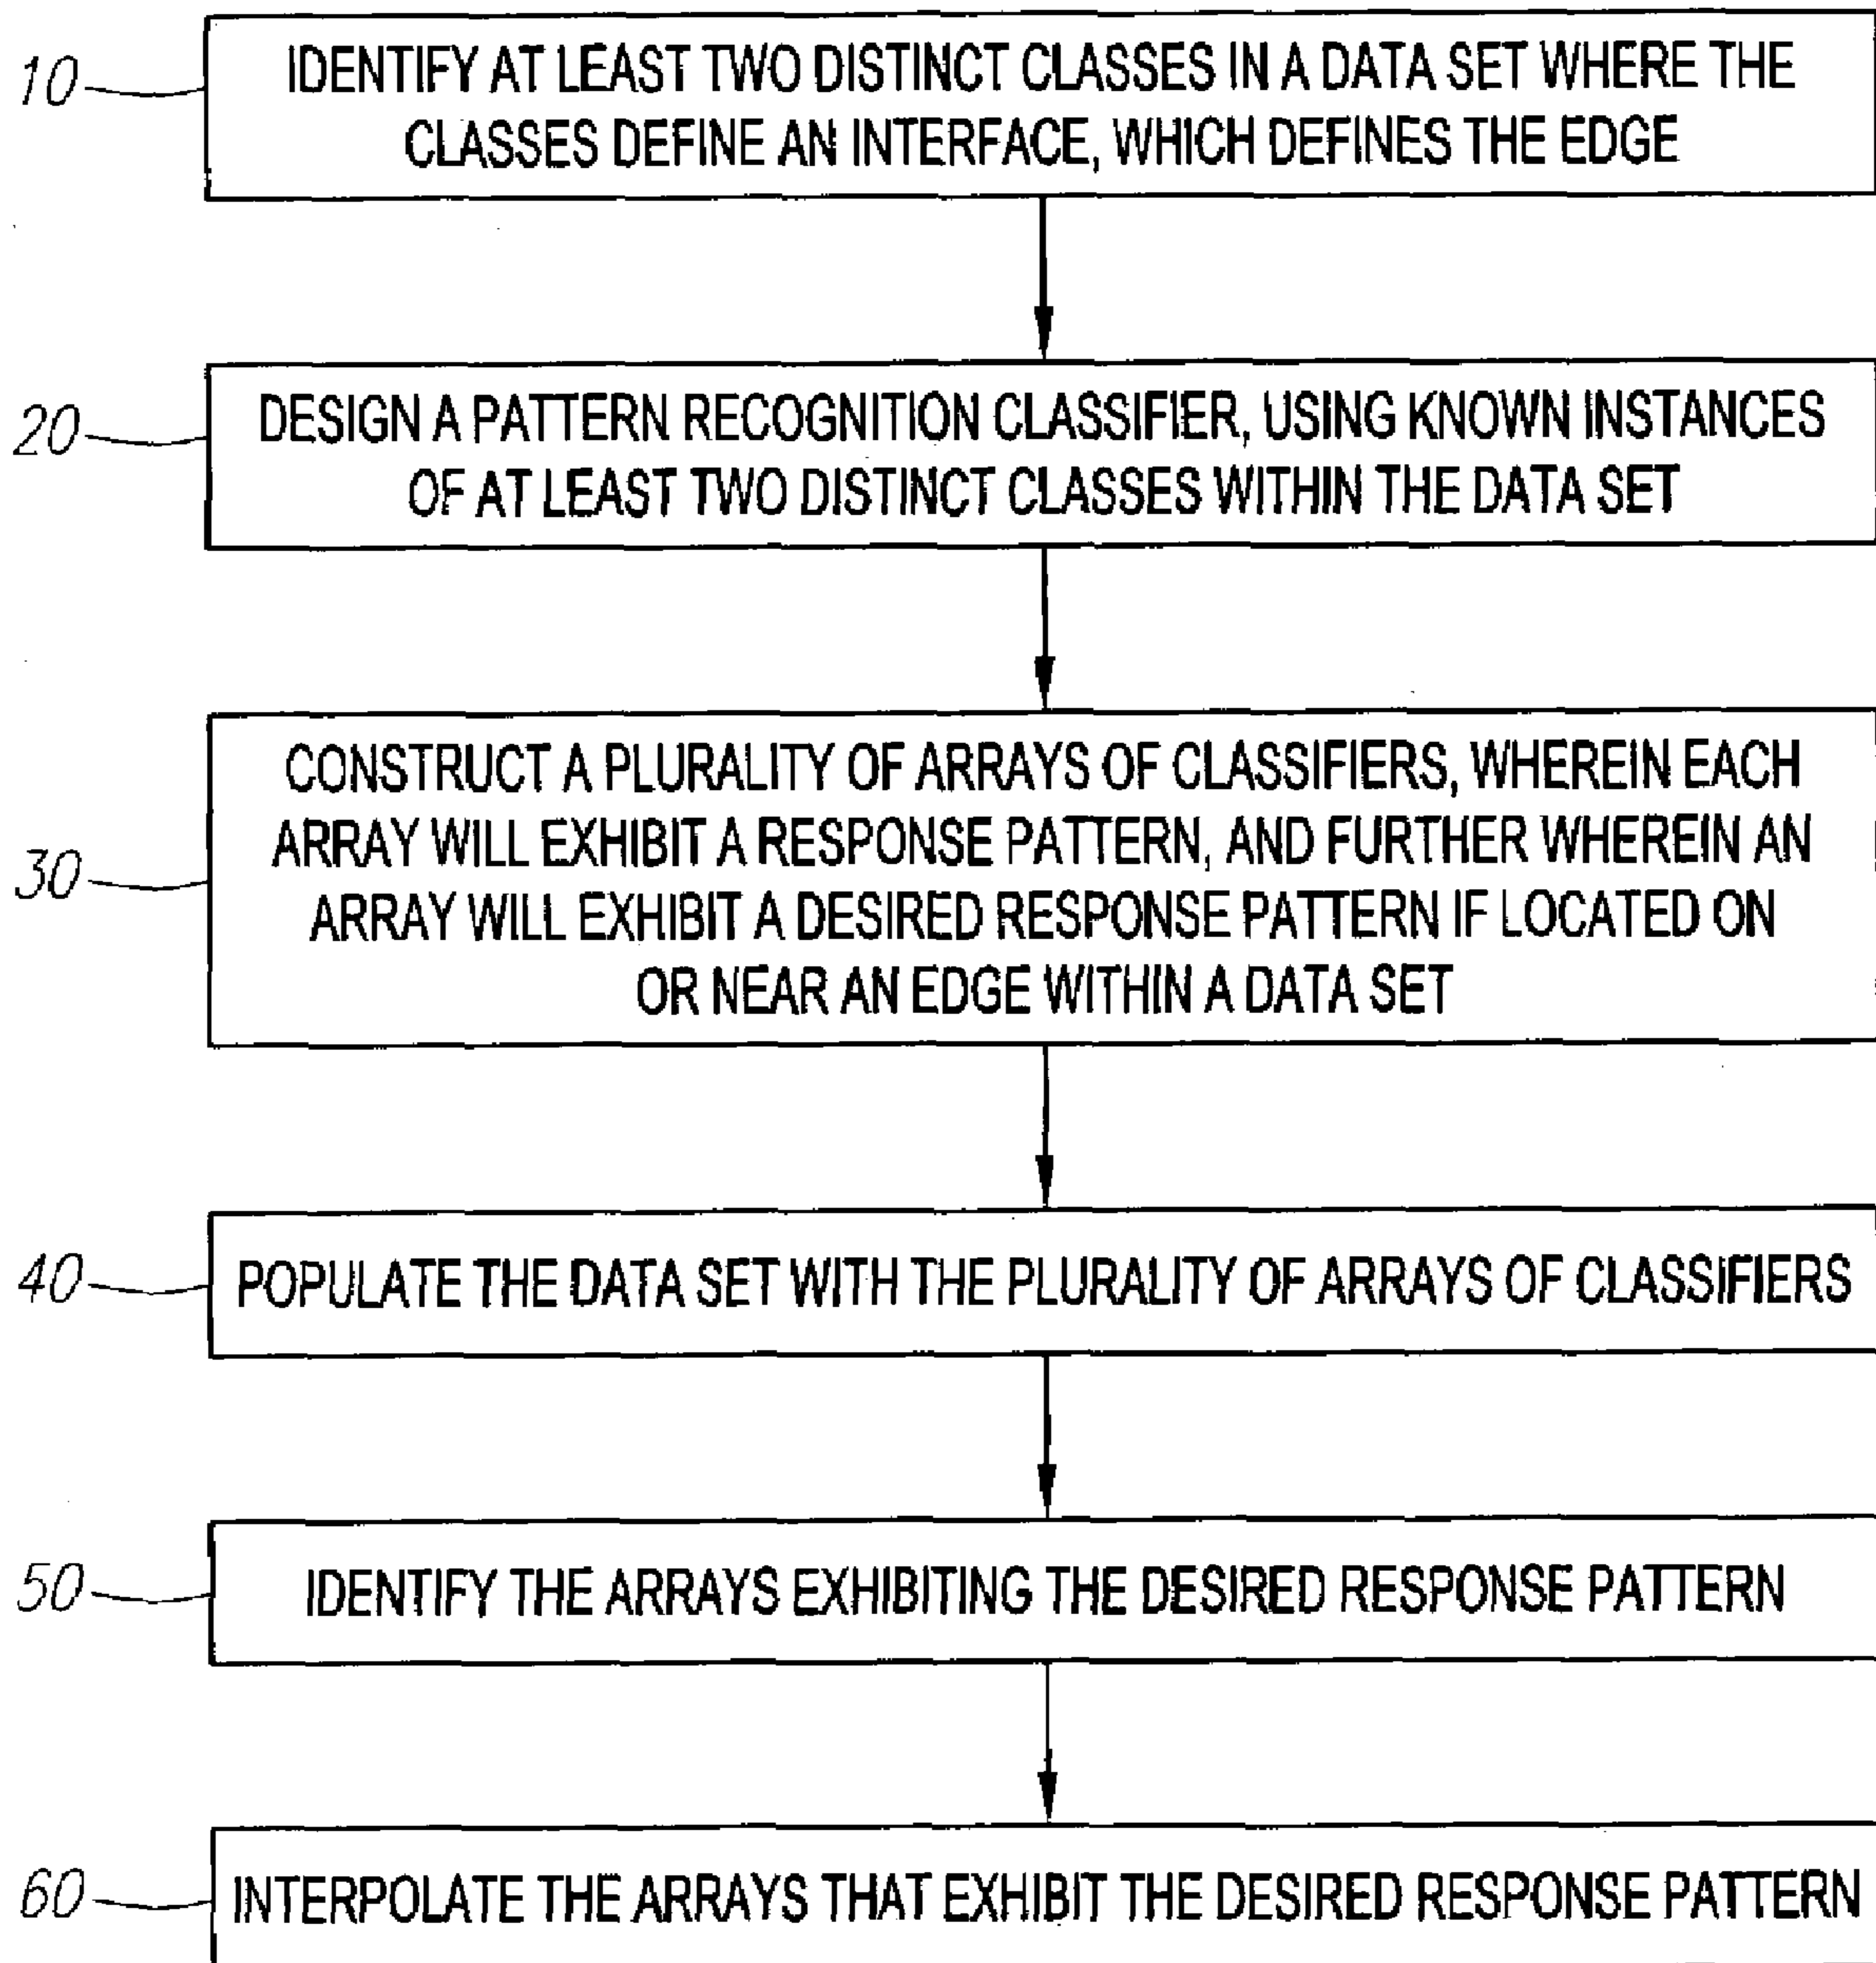 10
IDENTIFY AT LEAST TWO DISTINCT CLASSES IN A DATA SET WHERE THE
CLASSES DEFINE AN INTERFACE, WHICH DEFINES THE EDGE
20
DESIGN A PATTERN RECOGNITION CLASSIFIER, USING KNOWN INSTANCES
OF AT LEAST TWO DISTINCT CLASSES WITHIN THE DATA SET
30
CONSTRUCT A PLURALITY OF ARRAYS OF CLASSIFIERS, WHEREIN EACH
ARRAY WILL EXHIBIT A RESPONSE PATTERN, AND FURTHER WHEREIN AN
ARRAY WILL EXHIBIT A DESIRED RESPONSE PATTERN IF LOCATED ON
OR NEAR AN EDGE WITHIN A DATA SET
40
POPULATE THE DATA SET WITH THE PLURALITY OF ARRAYS OF CLASSIFIERS
50
IDENTIFY THE ARRAYS EXHIBITING THE DESIRED RESPONSE PATTERN
60
INTERPOLATE THE ARRAYS THAT EXHIBIT THE DESIRED RESPONSE PATTERN